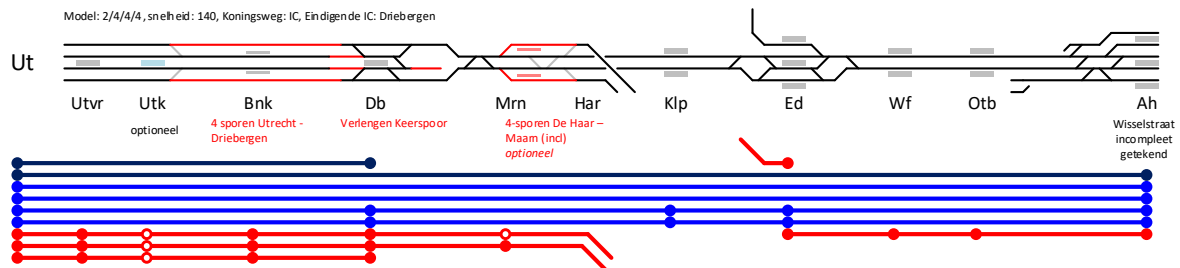 Model: 2/4/4/4, snelheid: 140, Koningsweg: IC, Eindigende IC: Driebergen
Ut
Utvr Utk Bnk Db Mrn Har Klp Ed Wf Otb Ah
optioneel
4 sporen Utrecht -
Driebergen
Verlengen Keerspoor
4-sporen De Haar –
Maarn (incl)
optioneel
Wisselstraat
incompleet
getekend